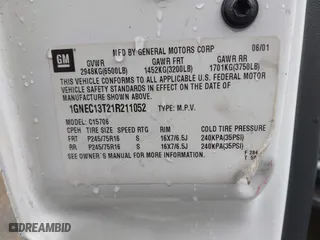 GM
MFD BY GENERAL MOTORS CORP 06/01
GVWR GAWR FRT GAWR RR
2948KG(6500LB) 1452KG(3200LB) 1701KG(3750LB)
THIS VEHICLE CONFORMS TO ALL APPLICABLE U.S. FEDERAL MOTOR
VEHICLE SAFETY STANDARDS IN EFFECT ON THE DATE OF
MANUFACTURE SHOWN ABOVE.
1GNEC13T21R211052 TYPE: M.P.V.
MODEL: C15706
CPEH TIRE SIZE SPEED RTG RIM COLD TIRE PRESSURE
FRT P245/75R16 S 16X7/6.5J 240KPA(35PSI)
RR P245/75R16 S 16X7/6.5J 240KPA(35PSI)
SEE OWNER'S MANUAL FOR MORE INFORMATION.
DREAMBID